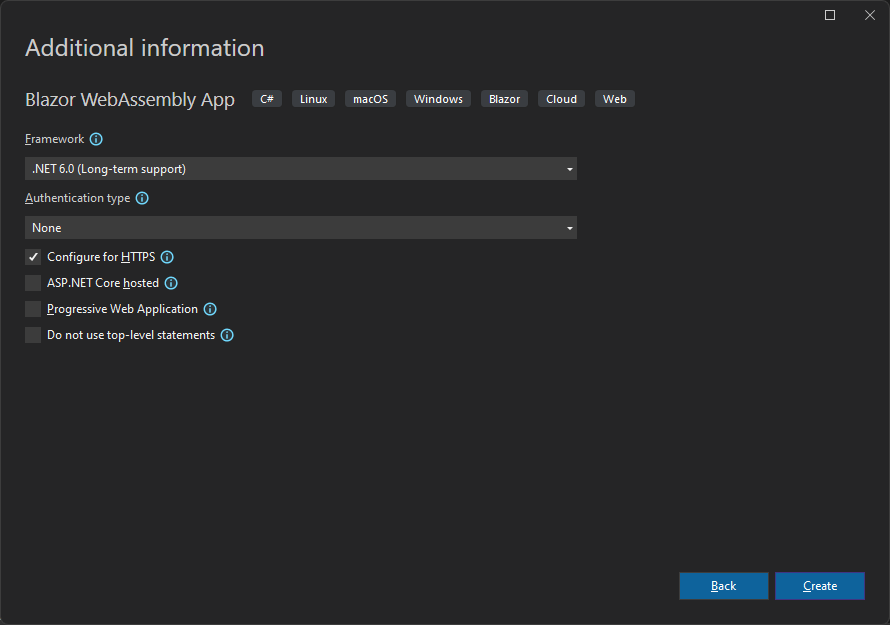 Additional information
Blazor WebAssembly App C# Linux macOS Windows Blazor Cloud Web
Framework
.NET 6.0 (Long-term support)
Authentication type
None
Configure for HTTPS
ASP.NET Core hosted
Progressive Web Application
Do not use top-level statements
Back Create